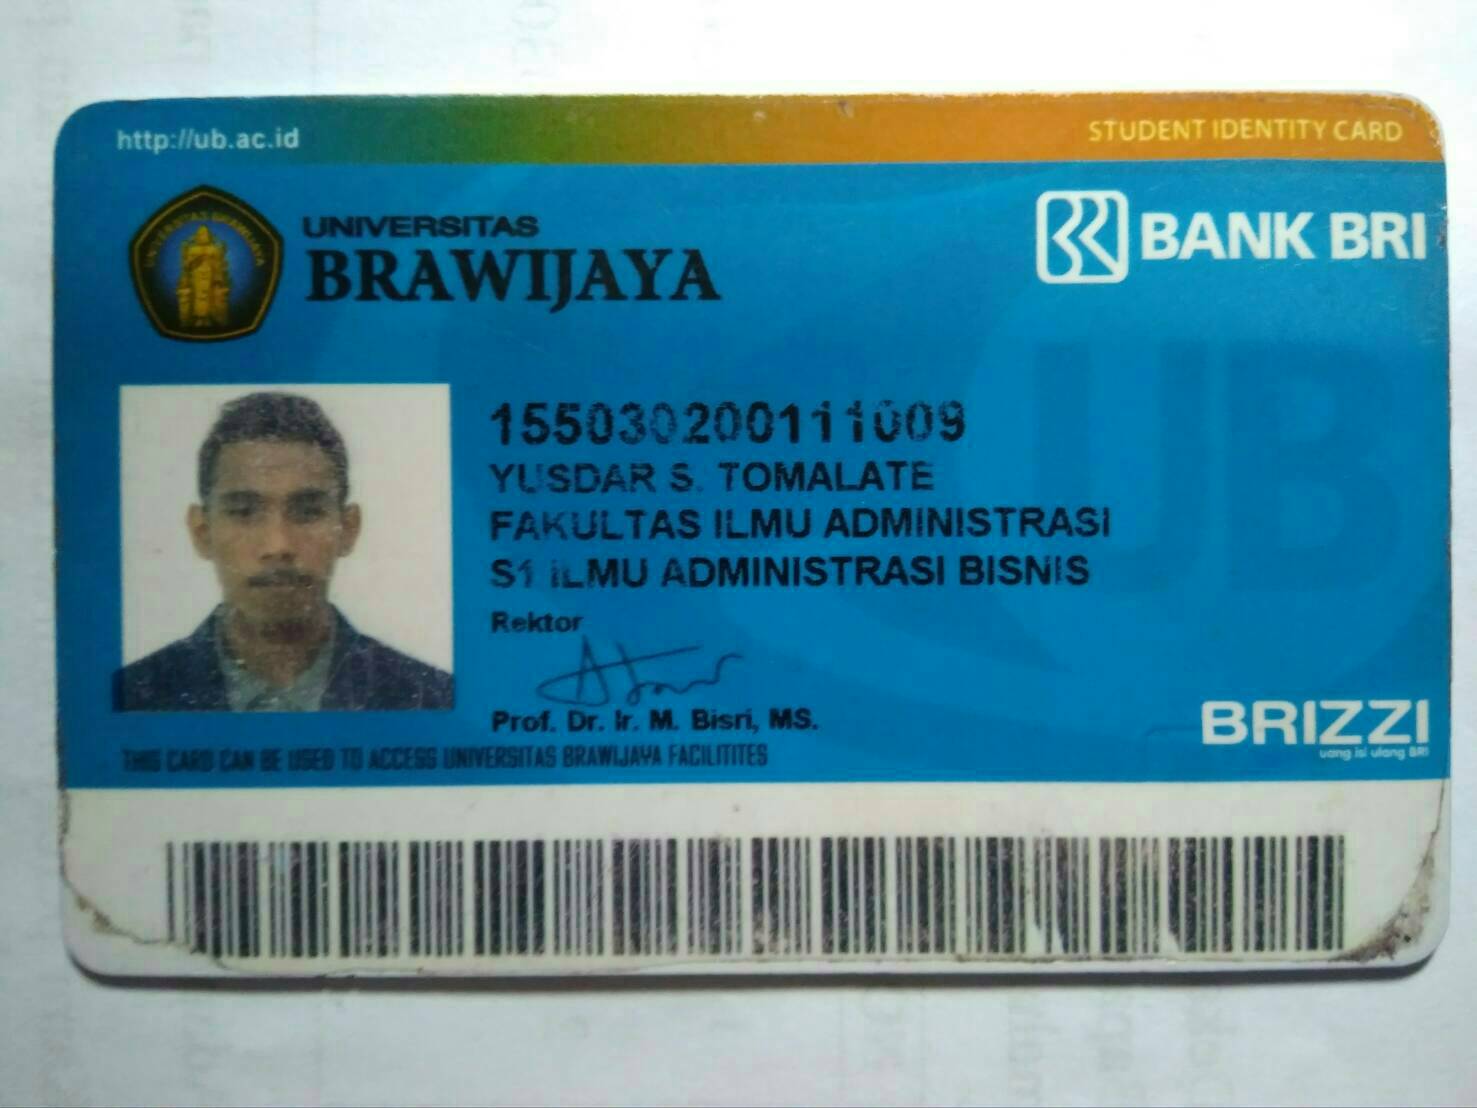 http://ub.ac.id
STUDENT IDENTITY CARD
UNIVERSITAS BRAWIJAYA
UNIVERSITAS
BRAWIJAYA
BANK BRI
UB
155030200111009
YUSDAR S. TOMALATE
FAKULTAS ILMU ADMINISTRASI
S1 ILMU ADMINISTRASI BISNIS
Rektor
Prof. Dr. Ir. M. Bisri, MS.
BRIZZI
uang isi ulang BRI
THIS CARD CAN BE USED TO ACCESS UNIVERSITAS BRAWIJAYA FACILITITES